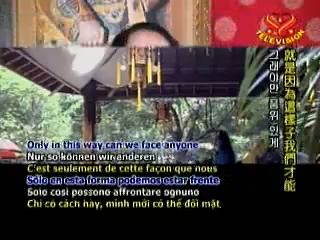 TELEVISION
就是因為這樣子我們才能
그래야만 품위 있게
Only in this way can we face anyone
Nur so können wir anderen
C'est seulement de cette façon que nous
Sólo en esta forma podemos estar frente
Solo così possono affrontare ognuno
Chỉ có cách này, mình mới có thể đối mặt